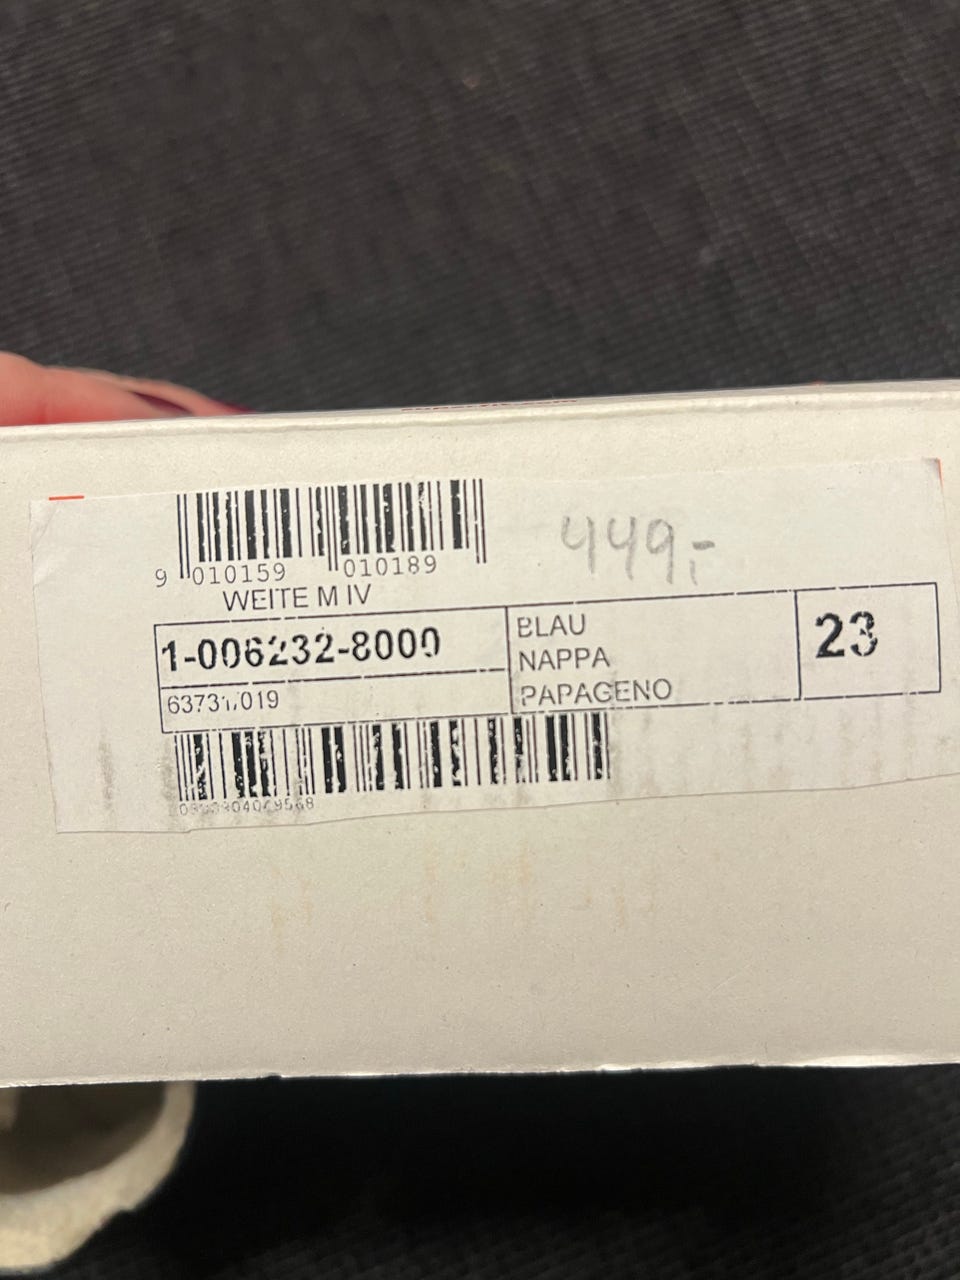 9 010159 010189
449,-
WEITE M IV
1-006232-8000
BLAU
NAPPA
PAPAGENO
23